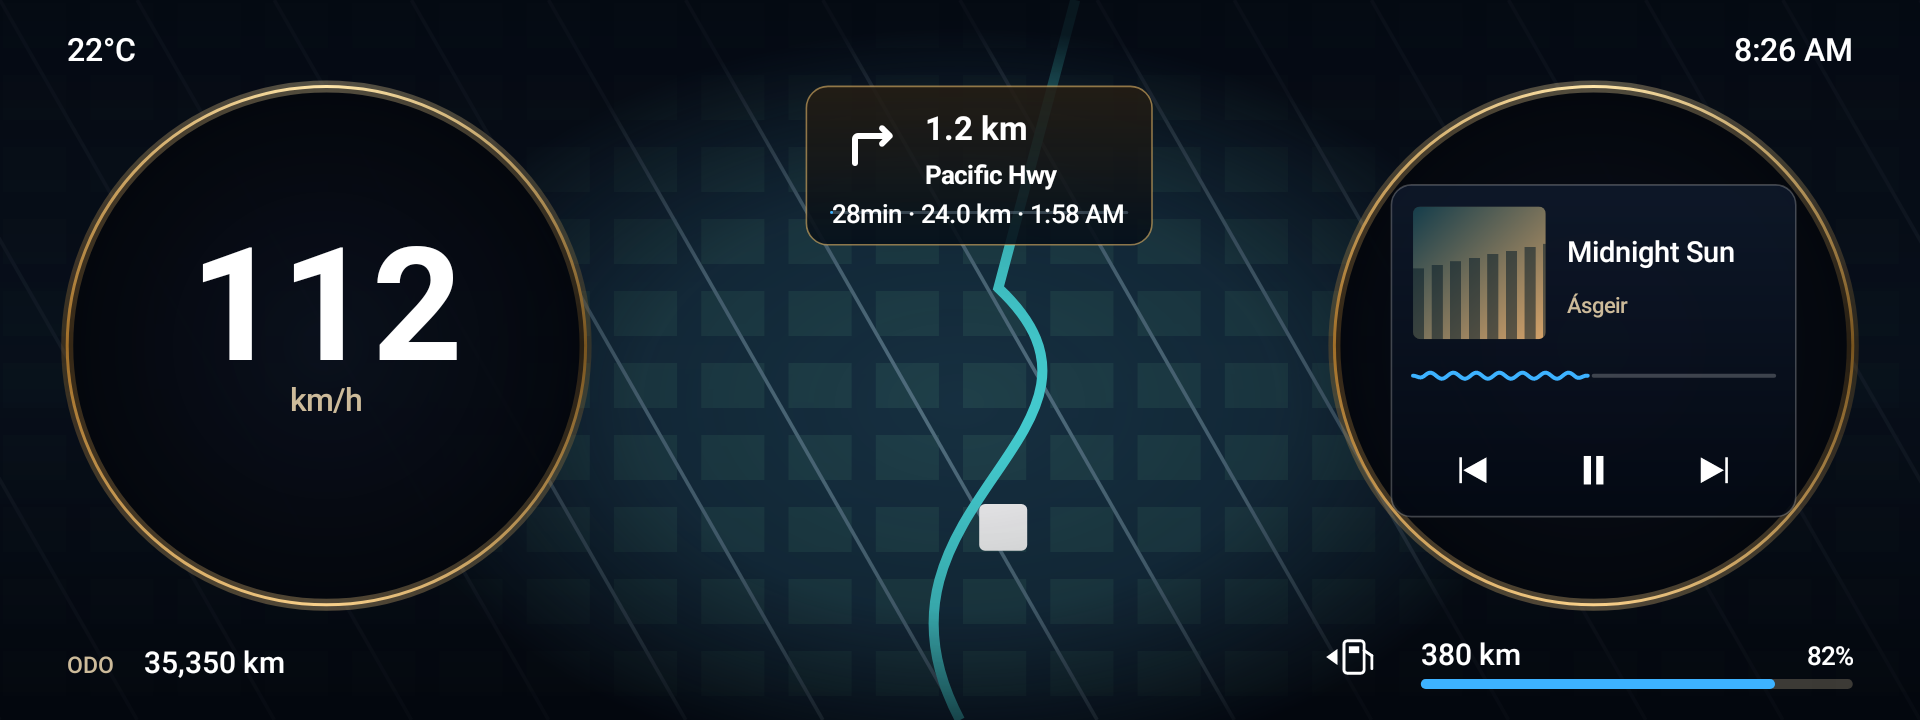 22°C
8:26 AM
1.2 km
Pacific Hwy
28min · 24.0 km · 1:58 AM
112
km/h
Midnight Sun
Ásgeir
ODO 35,350 km
380 km 82%